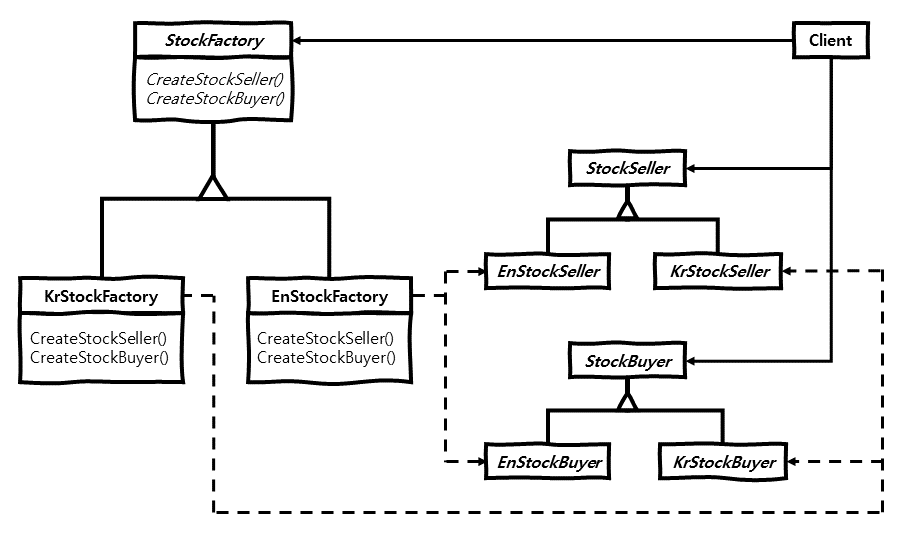 StockFactory
CreateStockSeller()
CreateStockBuyer()
Client
StockSeller
EnStockSeller
KrStockSeller
KrStockFactory
CreateStockSeller()
CreateStockBuyer()
EnStockFactory
CreateStockSeller()
CreateStockBuyer()
StockBuyer
EnStockBuyer
KrStockBuyer